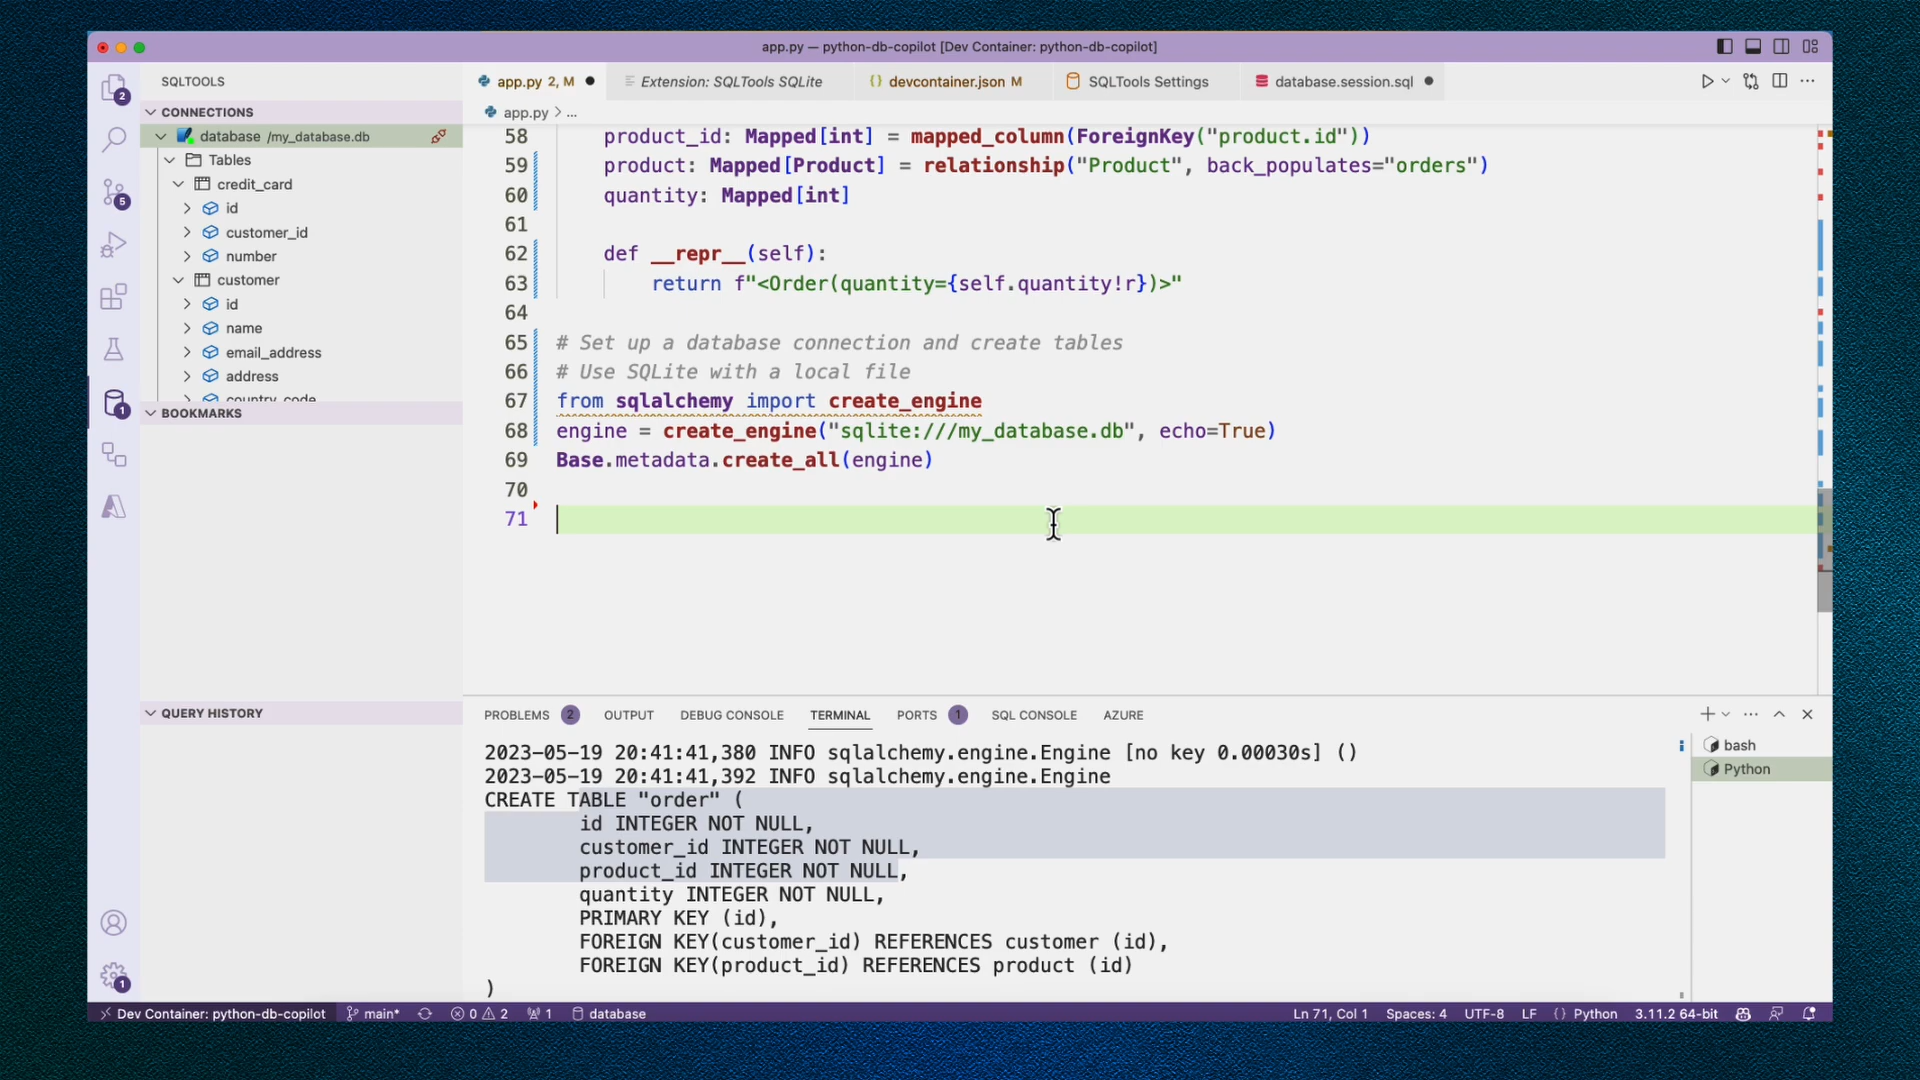 app.py — python-db-copilot [Dev Container: python-db-copilot]
SQLTOOLS
CONNECTIONS
database /my_database.db
Tables
credit_card
id
customer_id
number
customer
id
name
email_address
address
country_code
BOOKMARKS
QUERY HISTORY
2
5
1
1
app.py 2, M
Extension: SQLTools SQLite
{} devcontainer.json M
SQLTools Settings
database.session.sql
app.py > ...
58 product_id: Mapped[int] = mapped_column(ForeignKey("product.id"))
59 product: Mapped[Product] = relationship("Product", back_populates="orders")
60 quantity: Mapped[int]
61
62 def __repr__(self):
63 return f"<Order(quantity={self.quantity!r})>"
64
65 # Set up a database connection and create tables
66 # Use SQLite with a local file
67 from sqlalchemy import create_engine
68 engine = create_engine("sqlite:///my_database.db", echo=True)
69 Base.metadata.create_all(engine)
70
71
PROBLEMS 2 OUTPUT DEBUG CONSOLE TERMINAL PORTS 1 SQL CONSOLE AZURE
2023-05-19 20:41:41,380 INFO sqlalchemy.engine.Engine [no key 0.00030s] ()
2023-05-19 20:41:41,392 INFO sqlalchemy.engine.Engine
CREATE TABLE "order" (
id INTEGER NOT NULL,
customer_id INTEGER NOT NULL,
product_id INTEGER NOT NULL,
quantity INTEGER NOT NULL,
PRIMARY KEY (id),
FOREIGN KEY(customer_id) REFERENCES customer (id),
FOREIGN KEY(product_id) REFERENCES product (id)
)
bash
Python
Dev Container: python-db-copilot main* 0 2 1 database Ln 71, Col 1 Spaces: 4 UTF-8 LF {} Python 3.11.2 64-bit